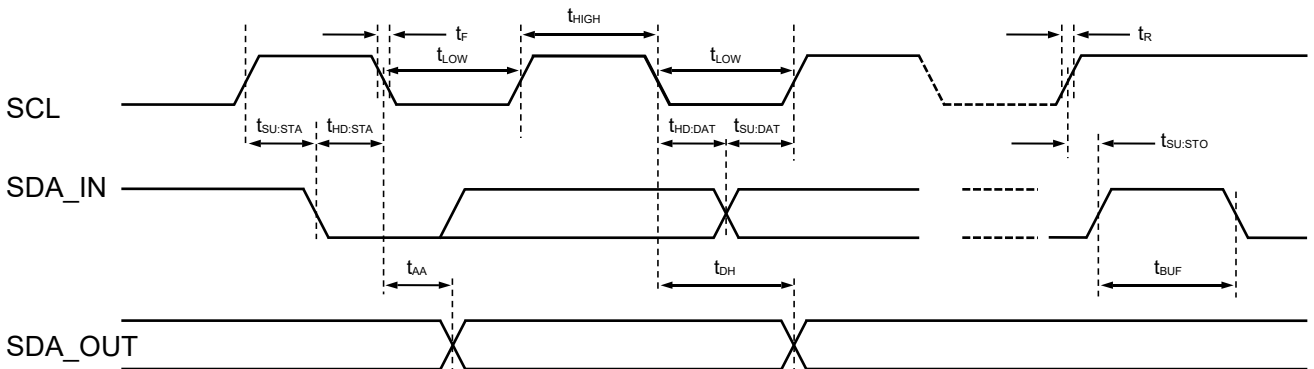 tHIGH
tF
tR
tLOW
tLOW
SCL
tSU:STA
tHD:STA
tHD:DAT
tSU:DAT
tSU:STO
SDA_IN
tAA
tDH
tBUF
SDA_OUT